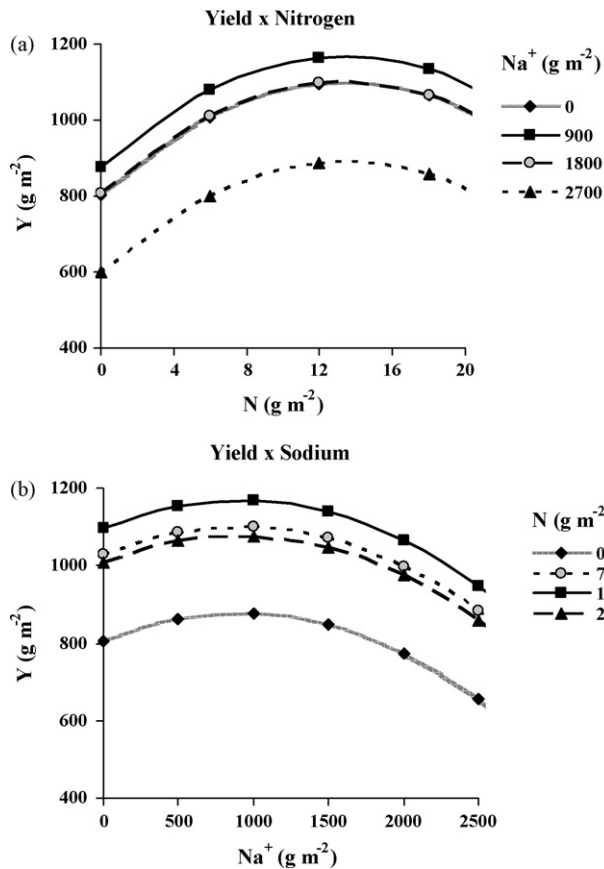 Yield x Nitrogen
(a)
1200
1000
800
600
400
Y (g m⁻²)
0 4 8 12 16 20
N (g m⁻²)
Na⁺ (g m⁻²)
0
900
1800
2700
Yield x Sodium
(b)
1200
1000
800
600
400
Y (g m⁻²)
0 500 1000 1500 2000 2500
Na⁺ (g m⁻²)
N (g m⁻²
0
7
1
2